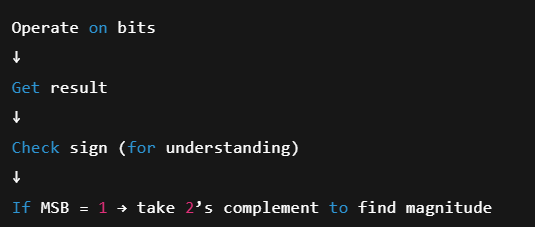 Operate on bits
↓
Get result
↓
Check sign (for understanding)
↓
If MSB = 1 → take 2’s complement to find magnitude